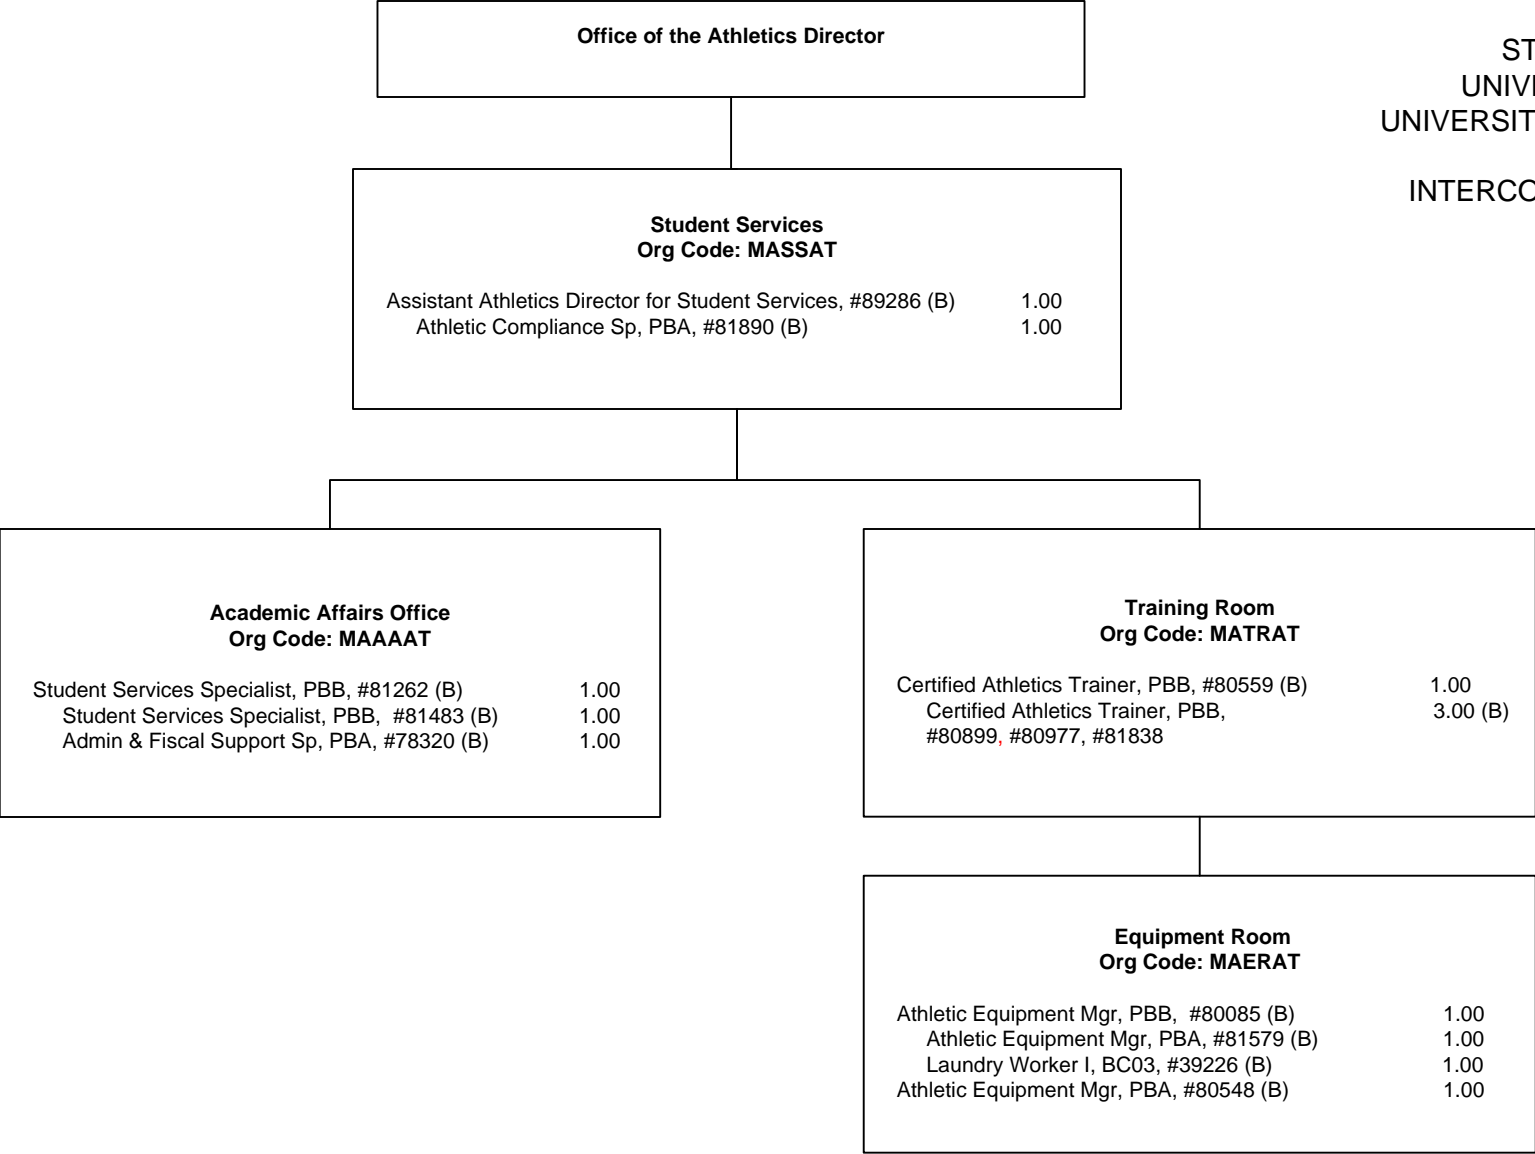 Office of the Athletics Director
ST
UNIVE
UNIVERSIT
INTERCO
Student Services
Org Code: MASSAT
Assistant Athletics Director for Student Services, #89286 (B) 1.00
Athletic Compliance Sp, PBA, #81890 (B) 1.00
Academic Affairs Office
Org Code: MAAAAT
Student Services Specialist, PBB, #81262 (B) 1.00
Student Services Specialist, PBB, #81483 (B) 1.00
Admin & Fiscal Support Sp, PBA, #78320 (B) 1.00
Training Room
Org Code: MATRAT
Certified Athletics Trainer, PBB, #80559 (B) 1.00
Certified Athletics Trainer, PBB, 3.00 (B)
#80899, #80977, #81838
Equipment Room
Org Code: MAERAT
Athletic Equipment Mgr, PBB, #80085 (B) 1.00
Athletic Equipment Mgr, PBA, #81579 (B) 1.00
Laundry Worker I, BC03, #39226 (B) 1.00
Athletic Equipment Mgr, PBA, #80548 (B) 1.00